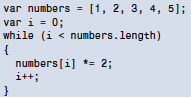 var numbers = [1, 2, 3, 4, 5];
var i = 0;
while (i < numbers.length)
{
  numbers[i] *= 2;
  i++;
}